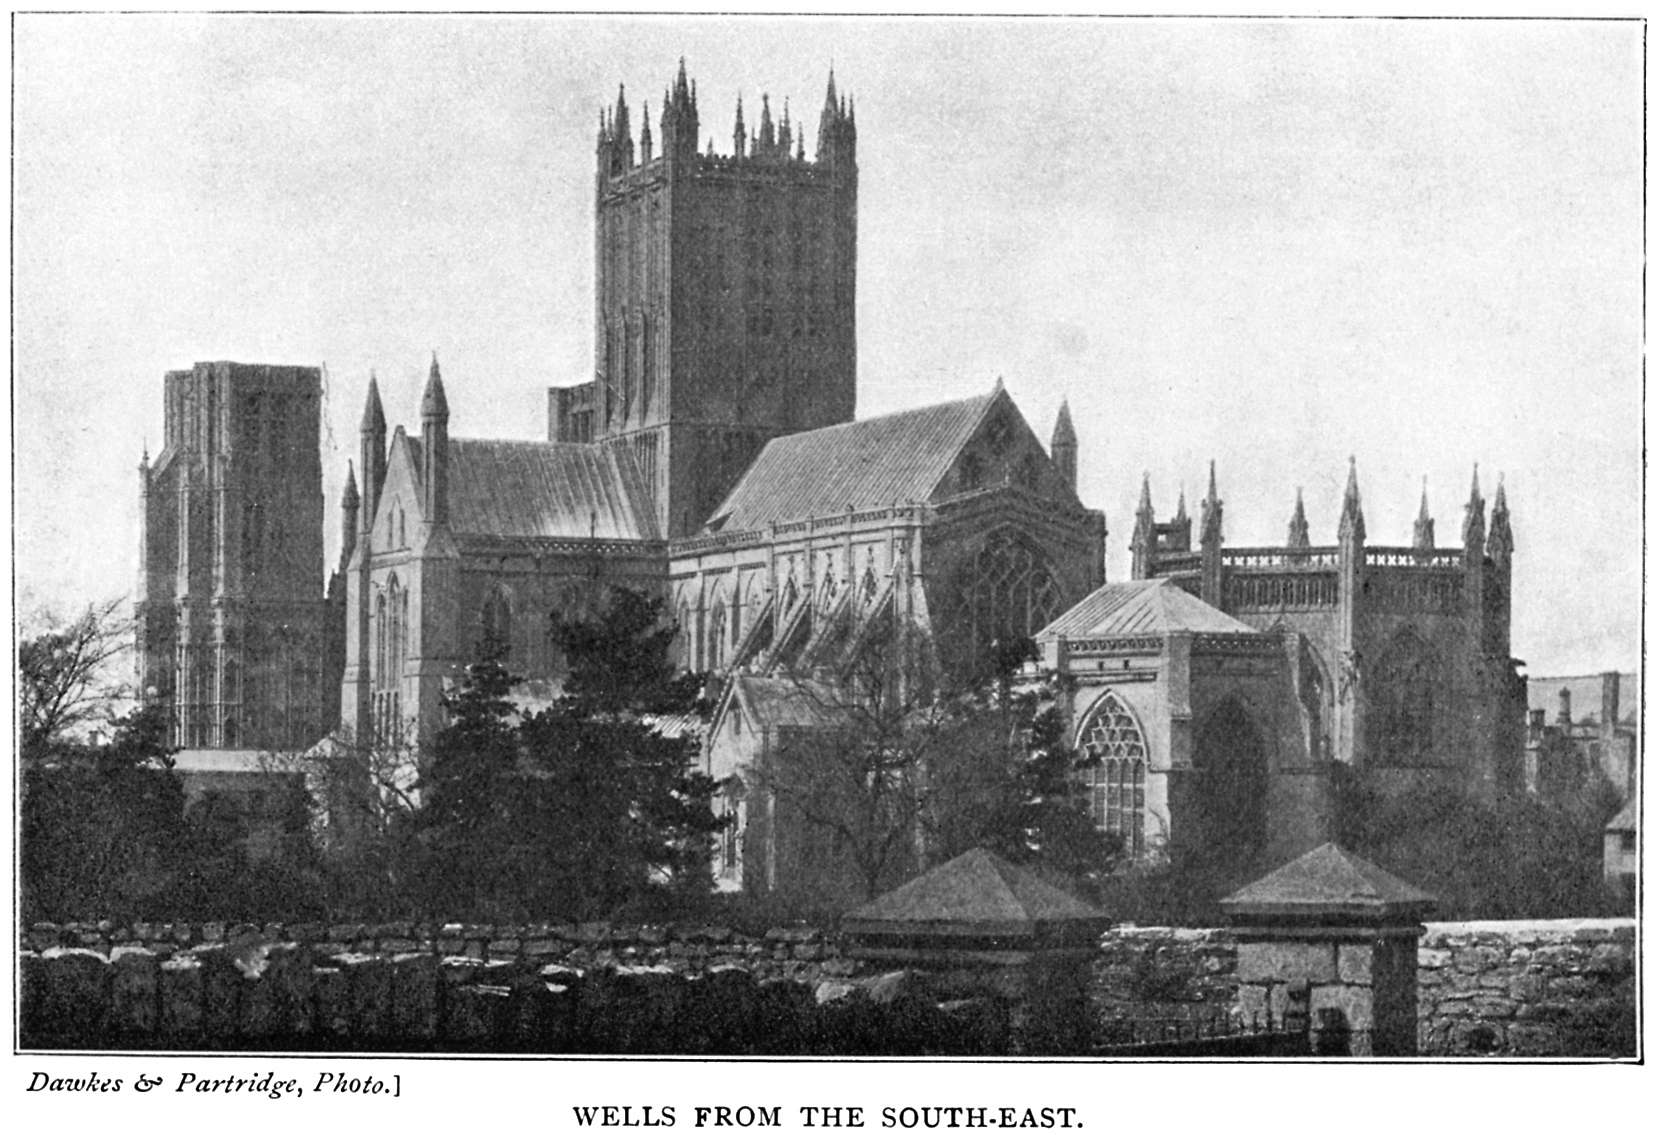 Dawkes & Partridge, Photo.]
WELLS FROM THE SOUTH-EAST.